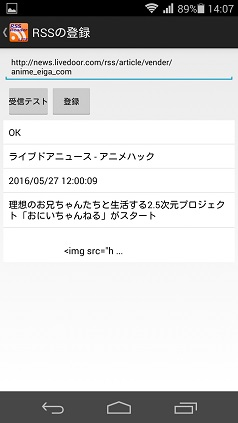 89% 14:07
RSSの登録
http://news.livedoor.com/rss/article/vender/
anime_eiga_com
受信テスト 登録
OK
ライブドアニュース - アニメハック
2016/05/27 12:00:09
理想のお兄ちゃんたちと生活する2.5次元プロジェク
ト「おにいちゃんねる」がスタート
<img src="h ...